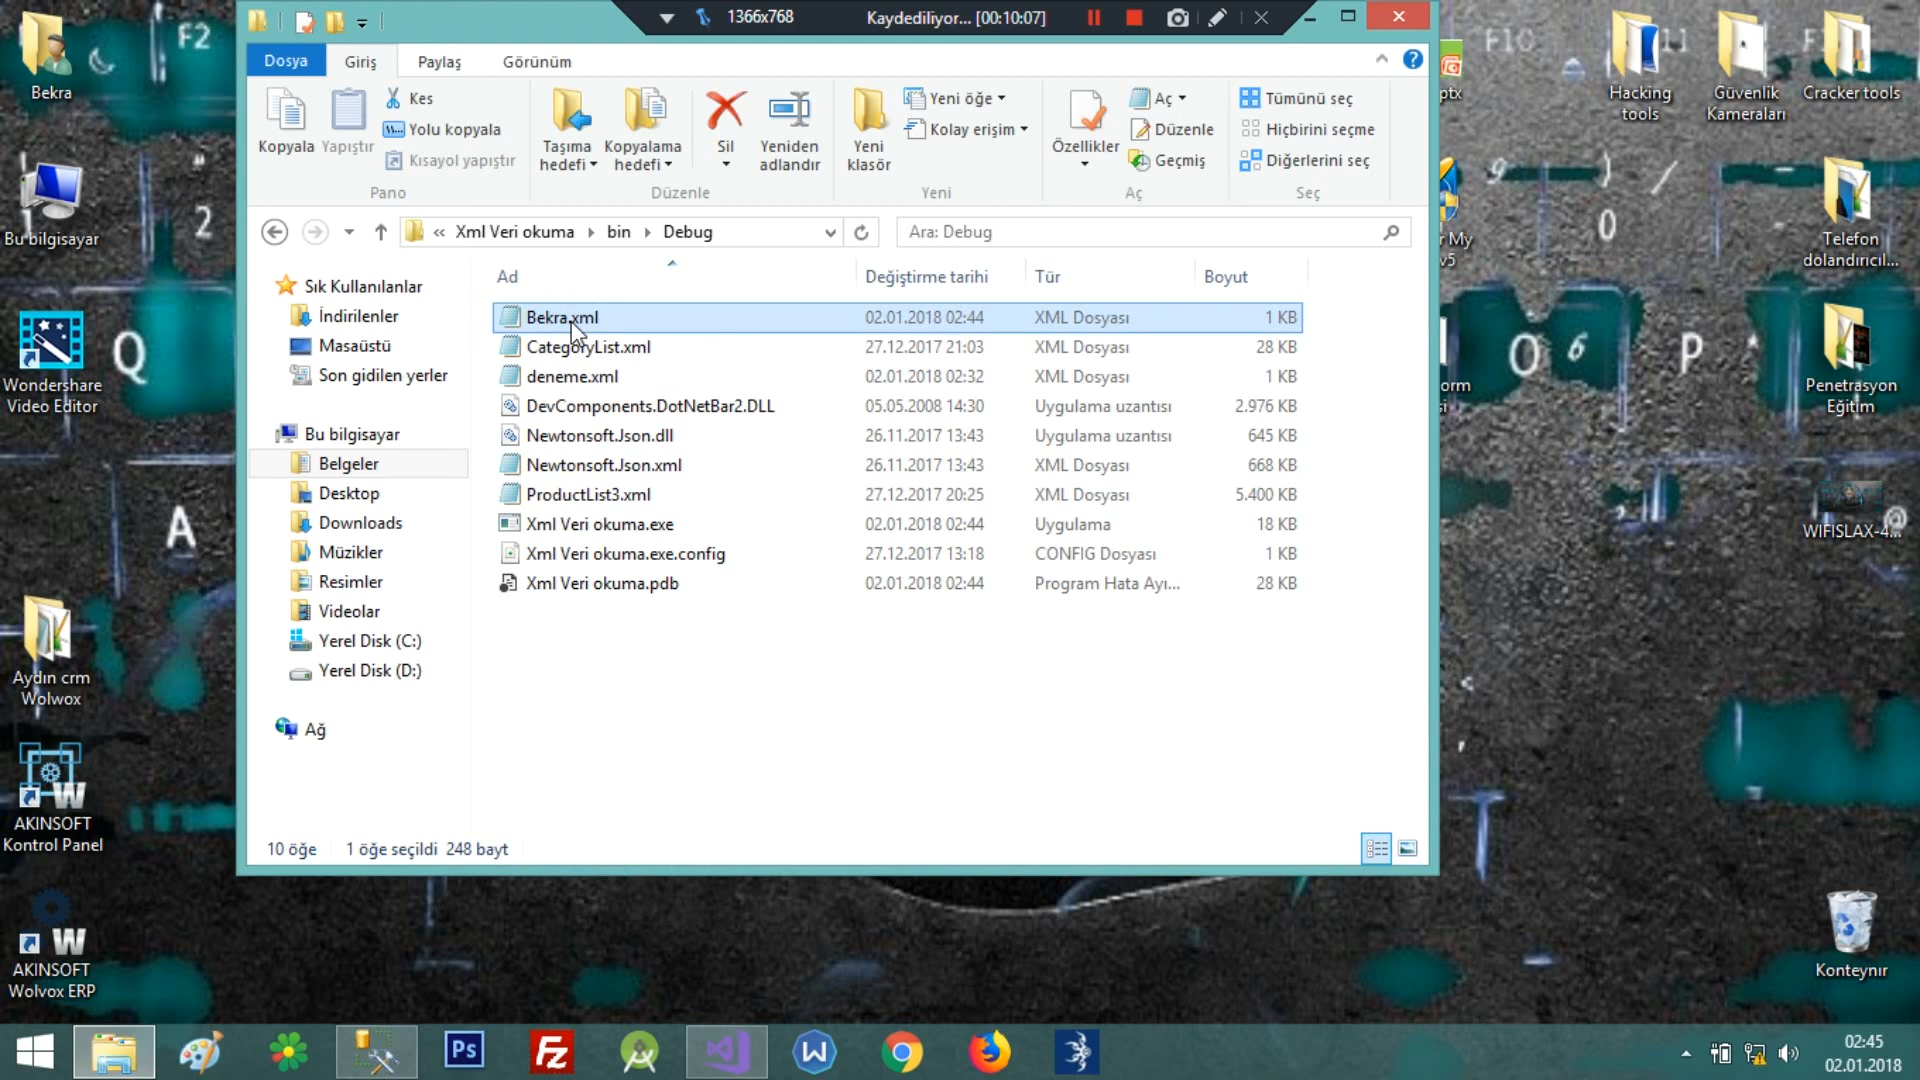 1366x768
Kaydediliyor... [00:10:07]
Dosya
Giriş
Paylaş
Görünüm
Kopyala
Yapıştır
Kes
Yolu kopyala
Kısayol yapıştır
Pano
Taşıma hedefi
Kopyalama hedefi
Sil
Yeniden adlandır
Düzenle
Yeni klasör
Yeni öğe
Kolay erişim
Yeni
Özellikler
Aç
Düzenle
Geçmiş
Aç
Tümünü seç
Hiçbirini seçme
Diğerlerini seç
Seç
« Xml Veri okuma
bin
Debug
Ara: Debug
Sık Kullanılanlar
İndirilenler
Masaüstü
Son gidilen yerler
Bu bilgisayar
Belgeler
Desktop
Downloads
Müzikler
Resimler
Videolar
Yerel Disk (C:)
Yerel Disk (D:)
Ağ
Ad
Değiştirme tarihi
Tür
Boyut
Bekra.xml 02.01.2018 02:44 XML Dosyası 1 KB
CategoryList.xml 27.12.2017 21:03 XML Dosyası 28 KB
deneme.xml 02.01.2018 02:32 XML Dosyası 1 KB
DevComponents.DotNetBar2.DLL 05.05.2008 14:30 Uygulama uzantısı 2.976 KB
Newtonsoft.Json.dll 26.11.2017 13:43 Uygulama uzantısı 645 KB
Newtonsoft.Json.xml 26.11.2017 13:43 XML Dosyası 668 KB
ProductList3.xml 27.12.2017 20:25 XML Dosyası 5.400 KB
Xml Veri okuma.exe 02.01.2018 02:44 Uygulama 18 KB
Xml Veri okuma.exe.config 27.12.2017 13:18 CONFIG Dosyası 1 KB
Xml Veri okuma.pdb 02.01.2018 02:44 Program Hata Ayı... 28 KB
10 öğe
1 öğe seçildi 248 bayt
Bekra
Bu bilgisayar
Wondershare
Video Editor
Aydın crm
Wolwox
AKINSOFT
Kontrol Panel
AKINSOFT
Wolvox ERP
Hacking
tools
Güvenlik
Kameraları
Cracker tools
Telefon
dolandırıcıl...
Penetrasyon
Eğitim
WIFISLAX-4...
Konteynır
F2
2
Q
A
F10
0
O
P
Ps
Fz
W
02:45
02.01.2018